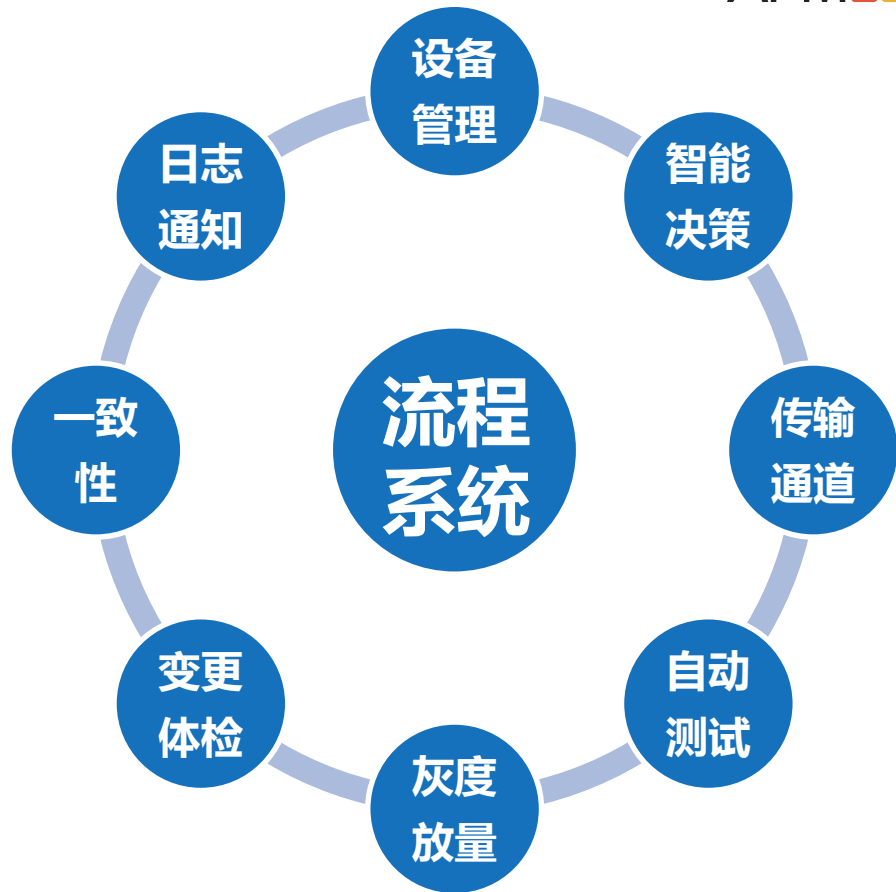 设备
管理
智能
决策
传输
通道
自动
测试
灰度
放量
变更
体检
一致
性
日志
通知
流程
系统